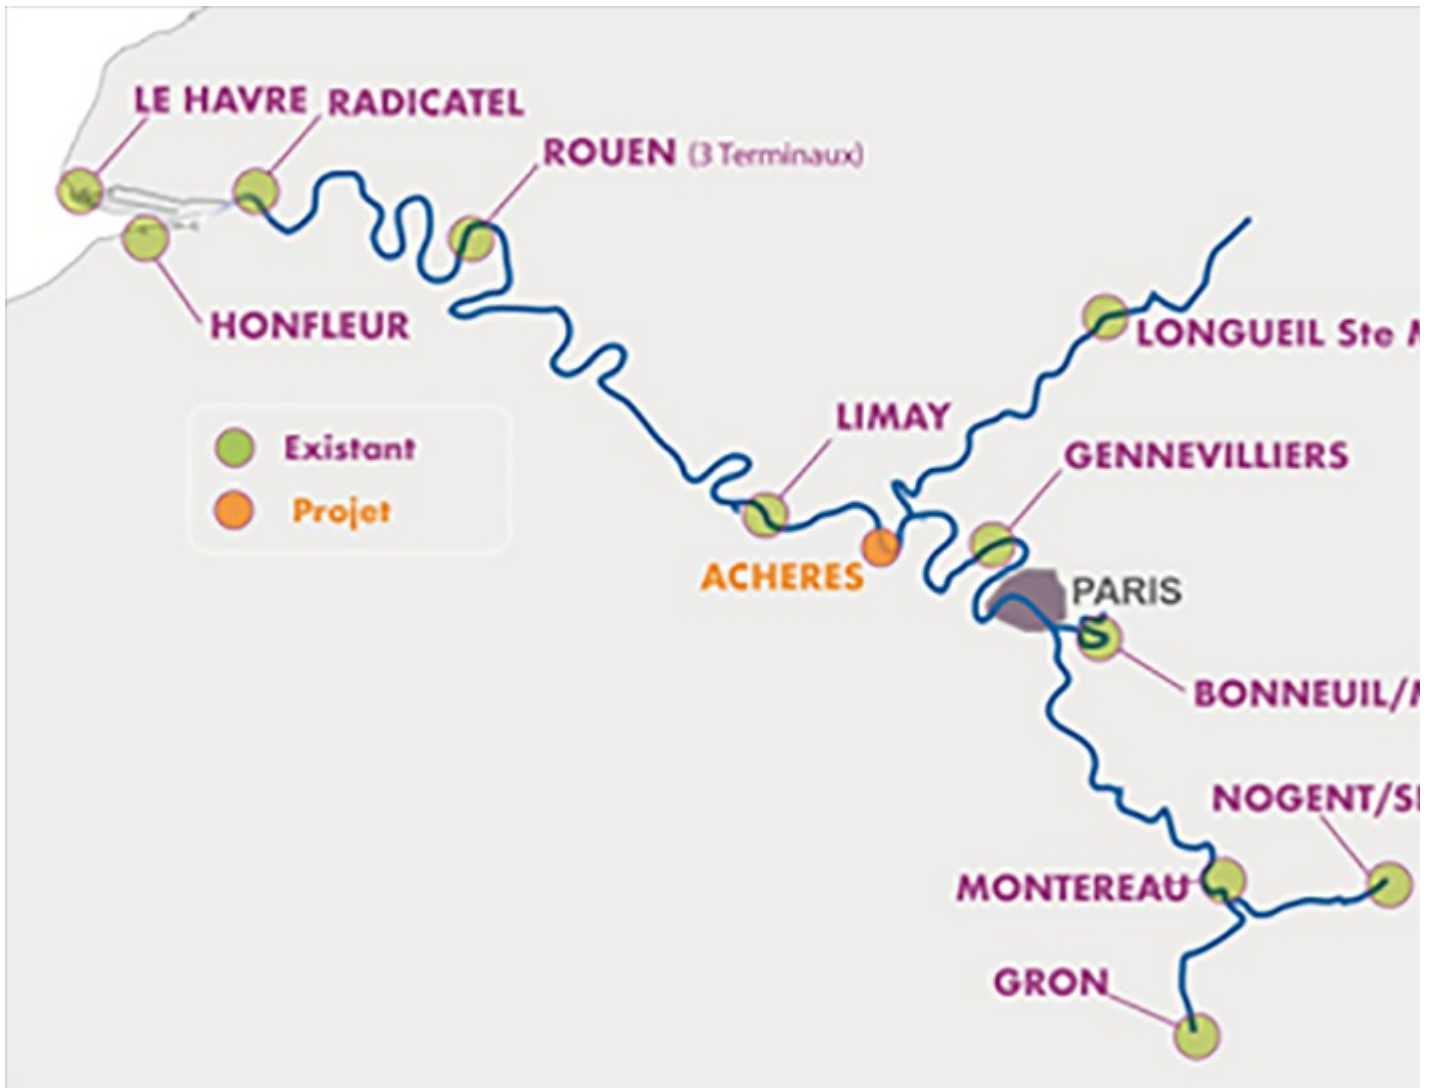 LE HAVRE
RADICATEL
ROUEN (3 Terminaux)
HONFLEUR
LONGUEIL Ste
LIMAY
GENNEVILLIERS
Existant
Projet
ACHERES
PARIS
BONNEUIL/
NOGENT/S
MONTEREAU
GRON